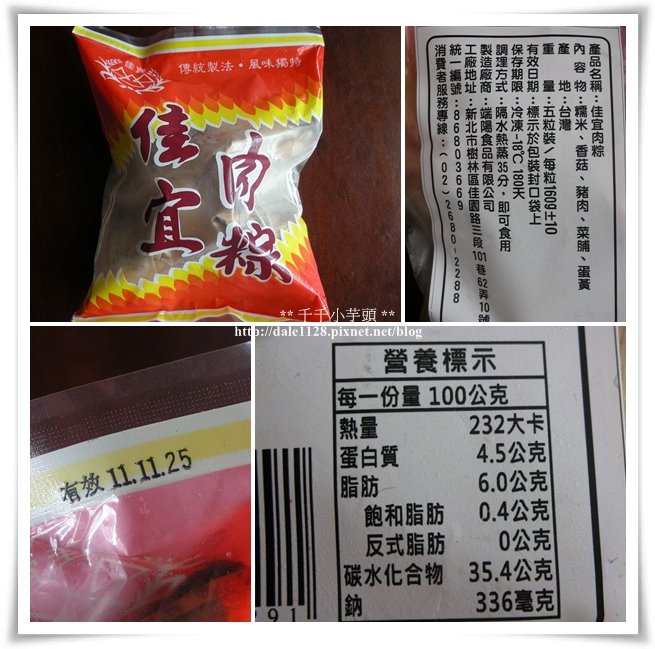 佳宜食品
傳統製法・風味獨特
佳宜
肉粽
產品名稱：佳宜肉粽
內容物：糯米、香菇、豬肉、菜脯、蛋黃
產　地：台灣
重　量：五粒裝／每粒160g±10
有效日期：標示於包裝封口袋上
保存期限：冷凍-18℃ 180天
調理方式：隔水熱蒸35分，即可食用
製造廠商：端陽食品有限公司
工廠地址：新北市樹林區佳園路三段101巷62弄10號
統一編號：86803669
消費者服務專線：(02)2680-2288
** 千千小芋頭 **
http://dale1128.pixnet.net/blog
有效 11.11.25
營養標示
每一份量 100公克
熱量 232大卡
蛋白質 4.5公克
脂肪 6.0公克
飽和脂肪 0.4公克
反式脂肪 0公克
碳水化合物 35.4公克
鈉 336毫克
291